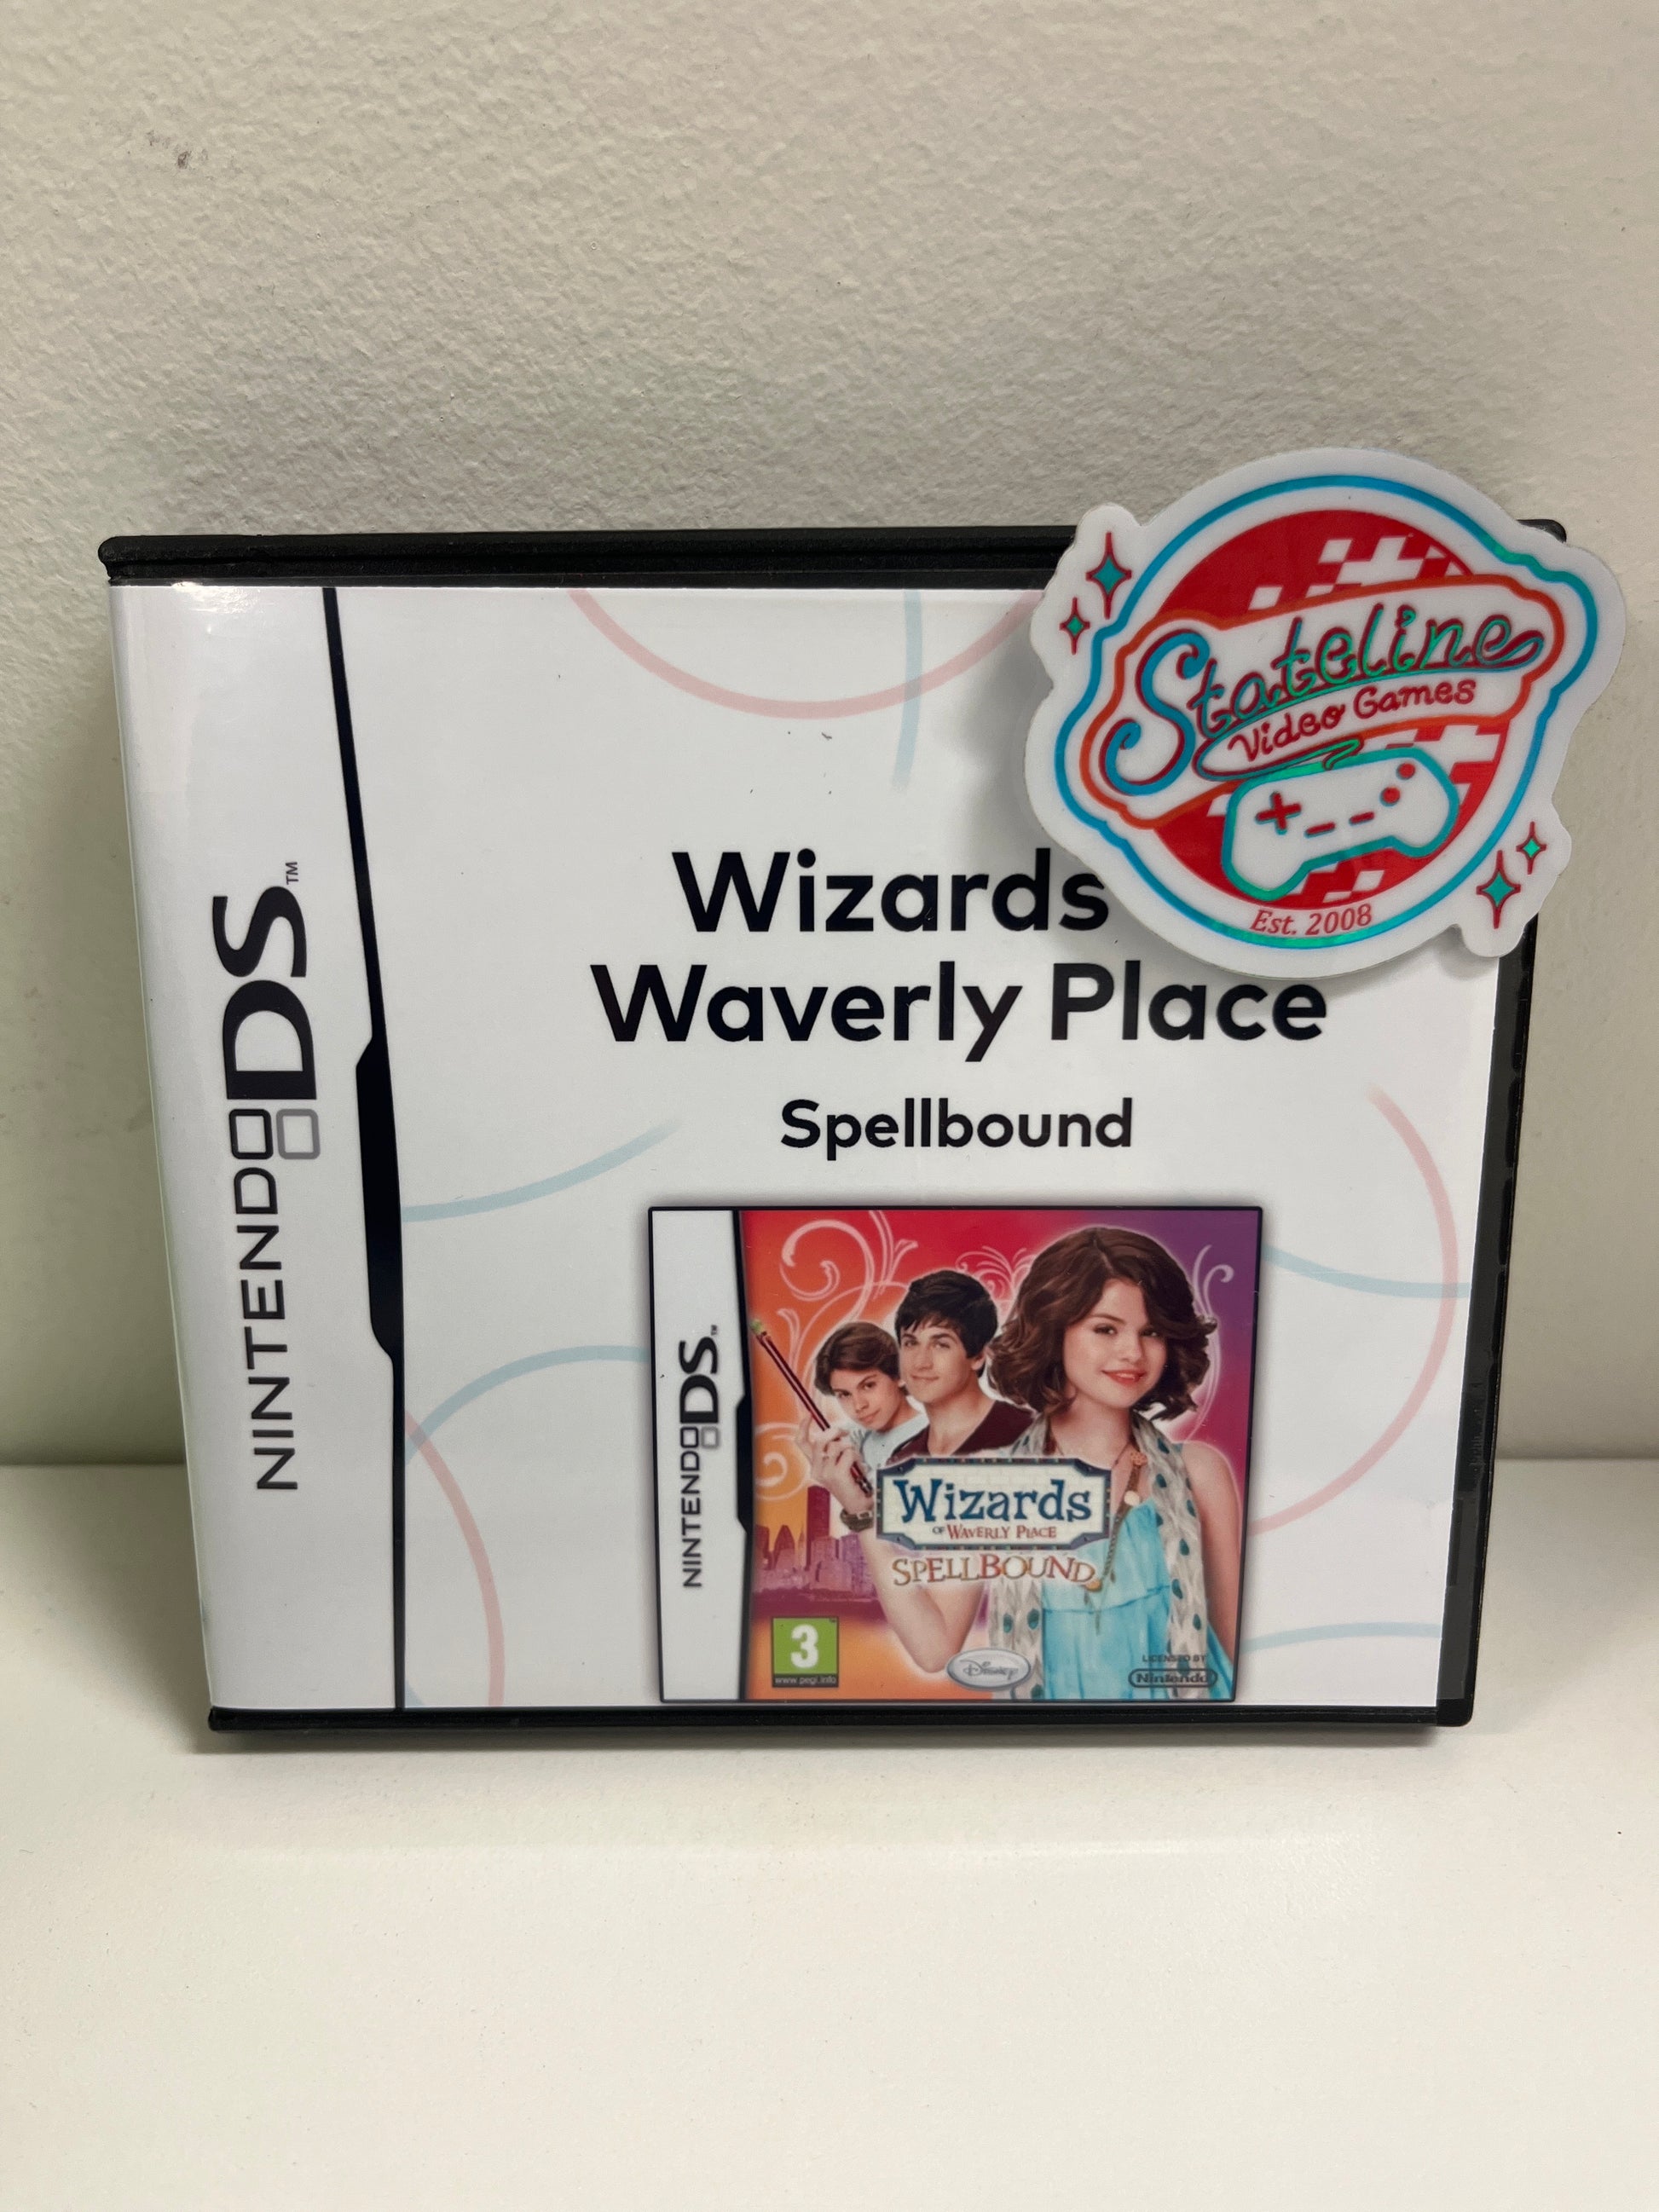 Stateline
Video Games
Est. 2008
NINTENDO DS™
Wizards
Waverly Place
Spellbound
NINTENDO DS™
Wizards
OF WAVERLY PLACE
SPELLBOUND
3
www.pegi.info
Disney
LICENSED BY
Nintendo